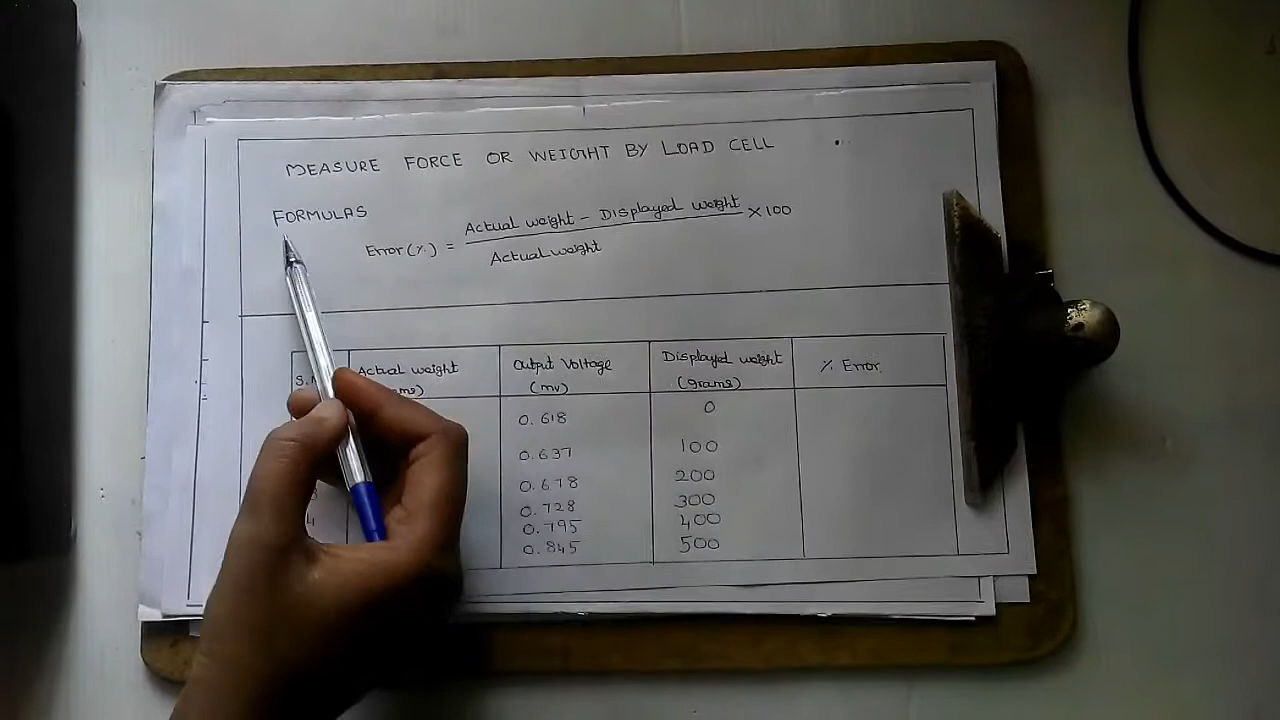 MEASURE FORCE OR WEIGHT BY LOAD CELL
FORMULAS
Error (%) = Actual weight - Displayed weight × 100
Actual weight
Actual weight Output Voltage Displayed weight % Error
(mv) (grams)
0.618 0
0.637 100
0.678 200
3 0.728 300
4 0.795 400
0.845 500